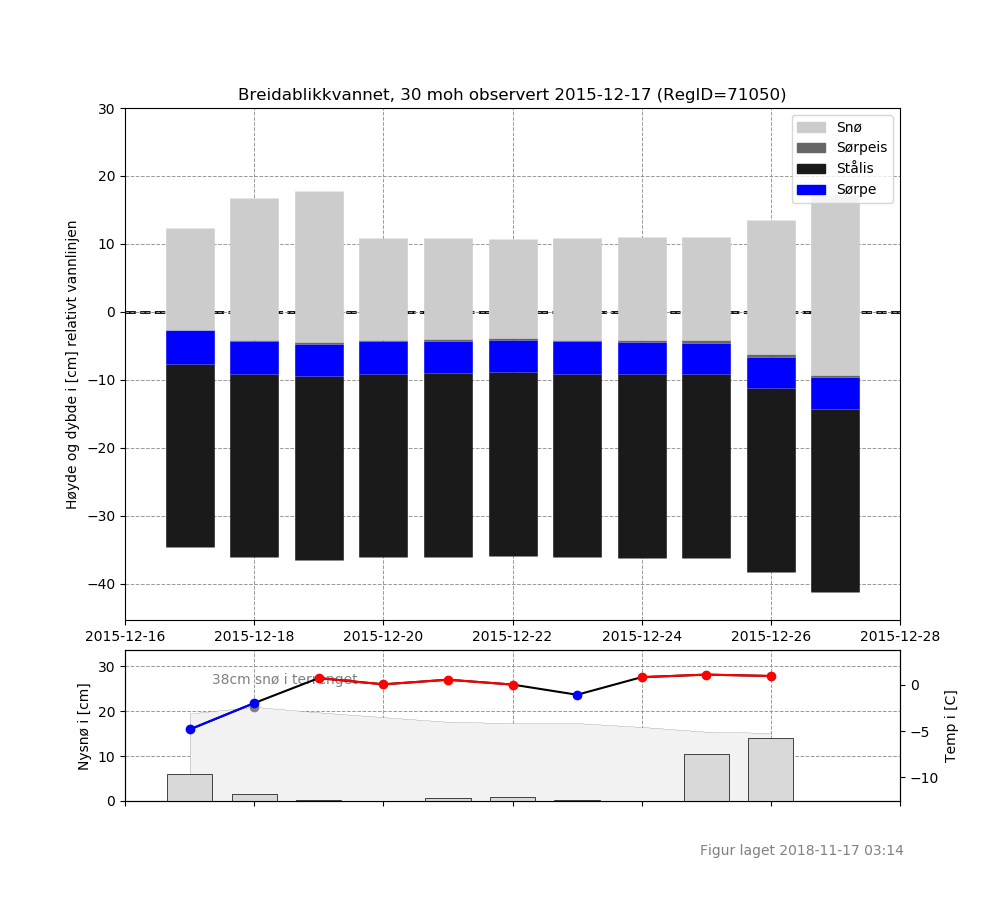 Breidablikkvannet, 30 moh observert 2015-12-17 (RegID=71050)
Høyde og dybde i [cm] relativt vannlinjen
30
20
10
0
−10
−20
−30
−40
Snø
Sørpeis
Stålis
Sørpe
2015-12-16
2015-12-18
2015-12-20
2015-12-22
2015-12-24
2015-12-26
2015-12-28
Nysnø i [cm]
30
20
10
0
38cm snø i terrenget
0
−5
−10
Temp i [C]
Figur laget 2018-11-17 03:14